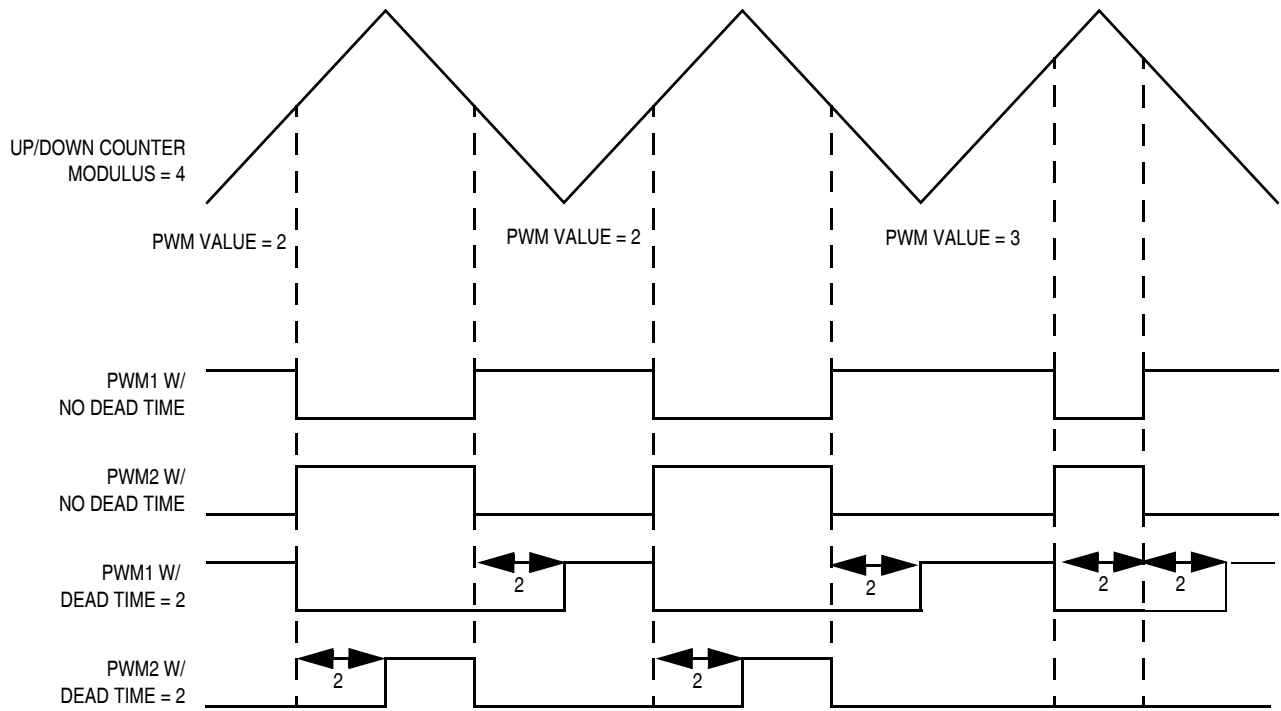 UP/DOWN COUNTER
MODULUS = 4
PWM VALUE = 2
PWM VALUE = 2
PWM VALUE = 3
PWM1 W/
NO DEAD TIME
PWM2 W/
NO DEAD TIME
PWM1 W/
DEAD TIME = 2
2
2
2
2
PWM2 W/
DEAD TIME = 2
2
2